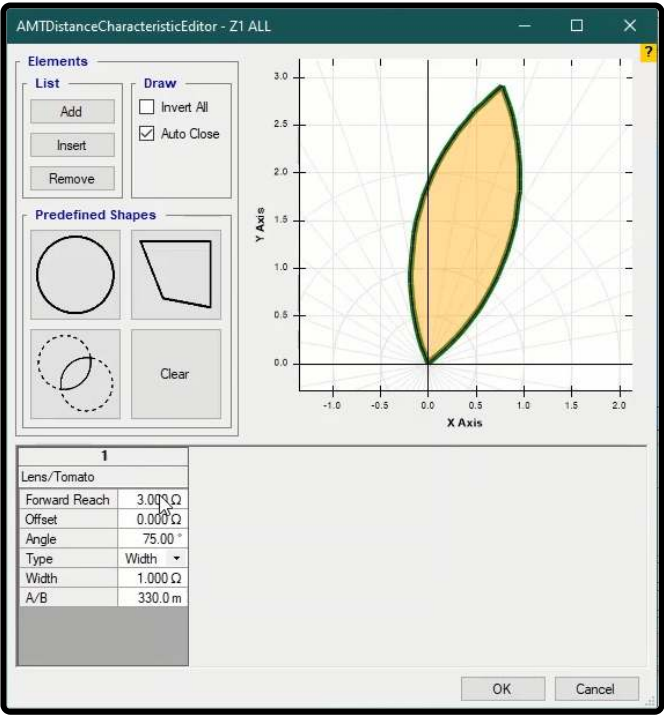 AMTDistanceCharacteristicEditor - Z1 ALL
?
Elements
List
Add
Insert
Remove
Draw
Invert All
Auto Close
Predefined Shapes
Clear
Y Axis
3.0
2.5
2.0
1.5
1.0
0.5
0.0
-1.0 -0.5 0.0 0.5 1.0 1.5 2.0
X Axis
1
Lens/Tomato
Forward Reach 3.000 Ω
Offset 0.000 Ω
Angle 75.00 °
Type Width
Width 1.000 Ω
A/B 330.0 m
OK Cancel